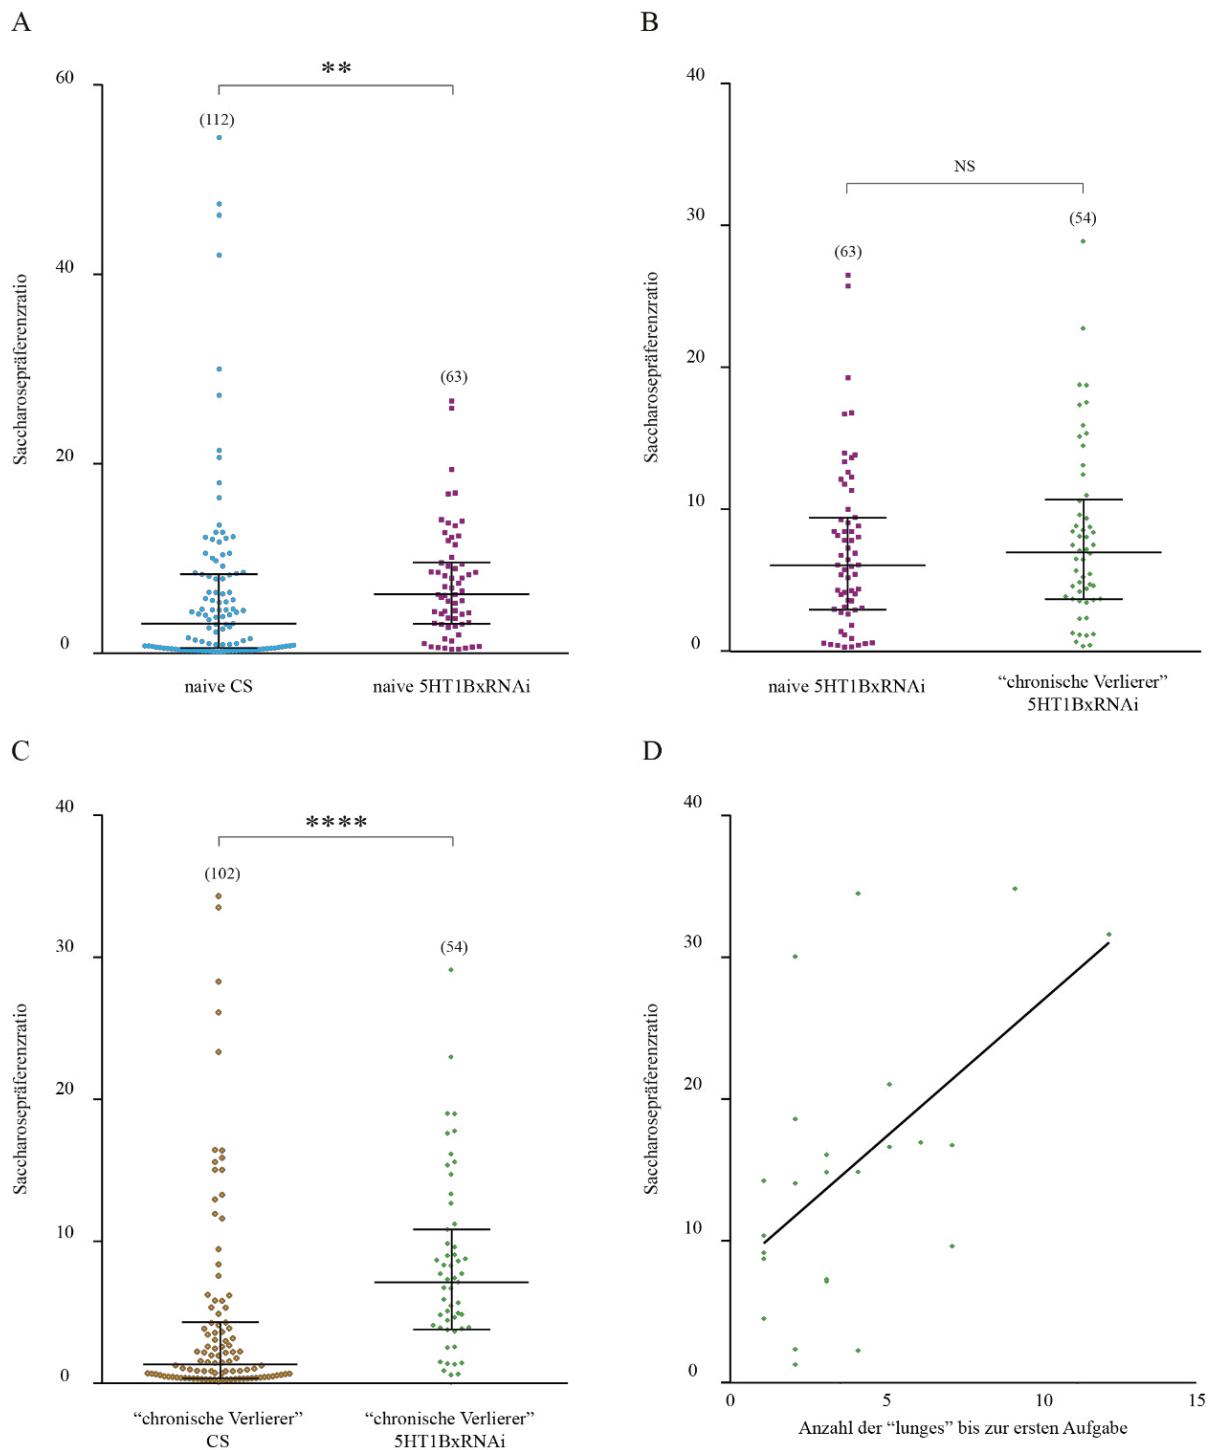 A
**
60
(112)
(63)
40
20
0
Saccharosepräferenzratio
naive CS
naive 5HT1BxRNAi
B
40
NS
(54)
(63)
30
20
10
0
Saccharosepräferenzratio
naive 5HT1BxRNAi
“chronische Verlierer”
5HT1BxRNAi
C
40
****
(102)
(54)
30
20
10
0
Saccharosepräferenzratio
“chronische Verlierer”
CS
“chronische Verlierer”
5HT1BxRNAi
D
40
30
20
10
0
Saccharosepräferenzratio
0
5
10
15
Anzahl der “lunges” bis zur ersten Aufgabe